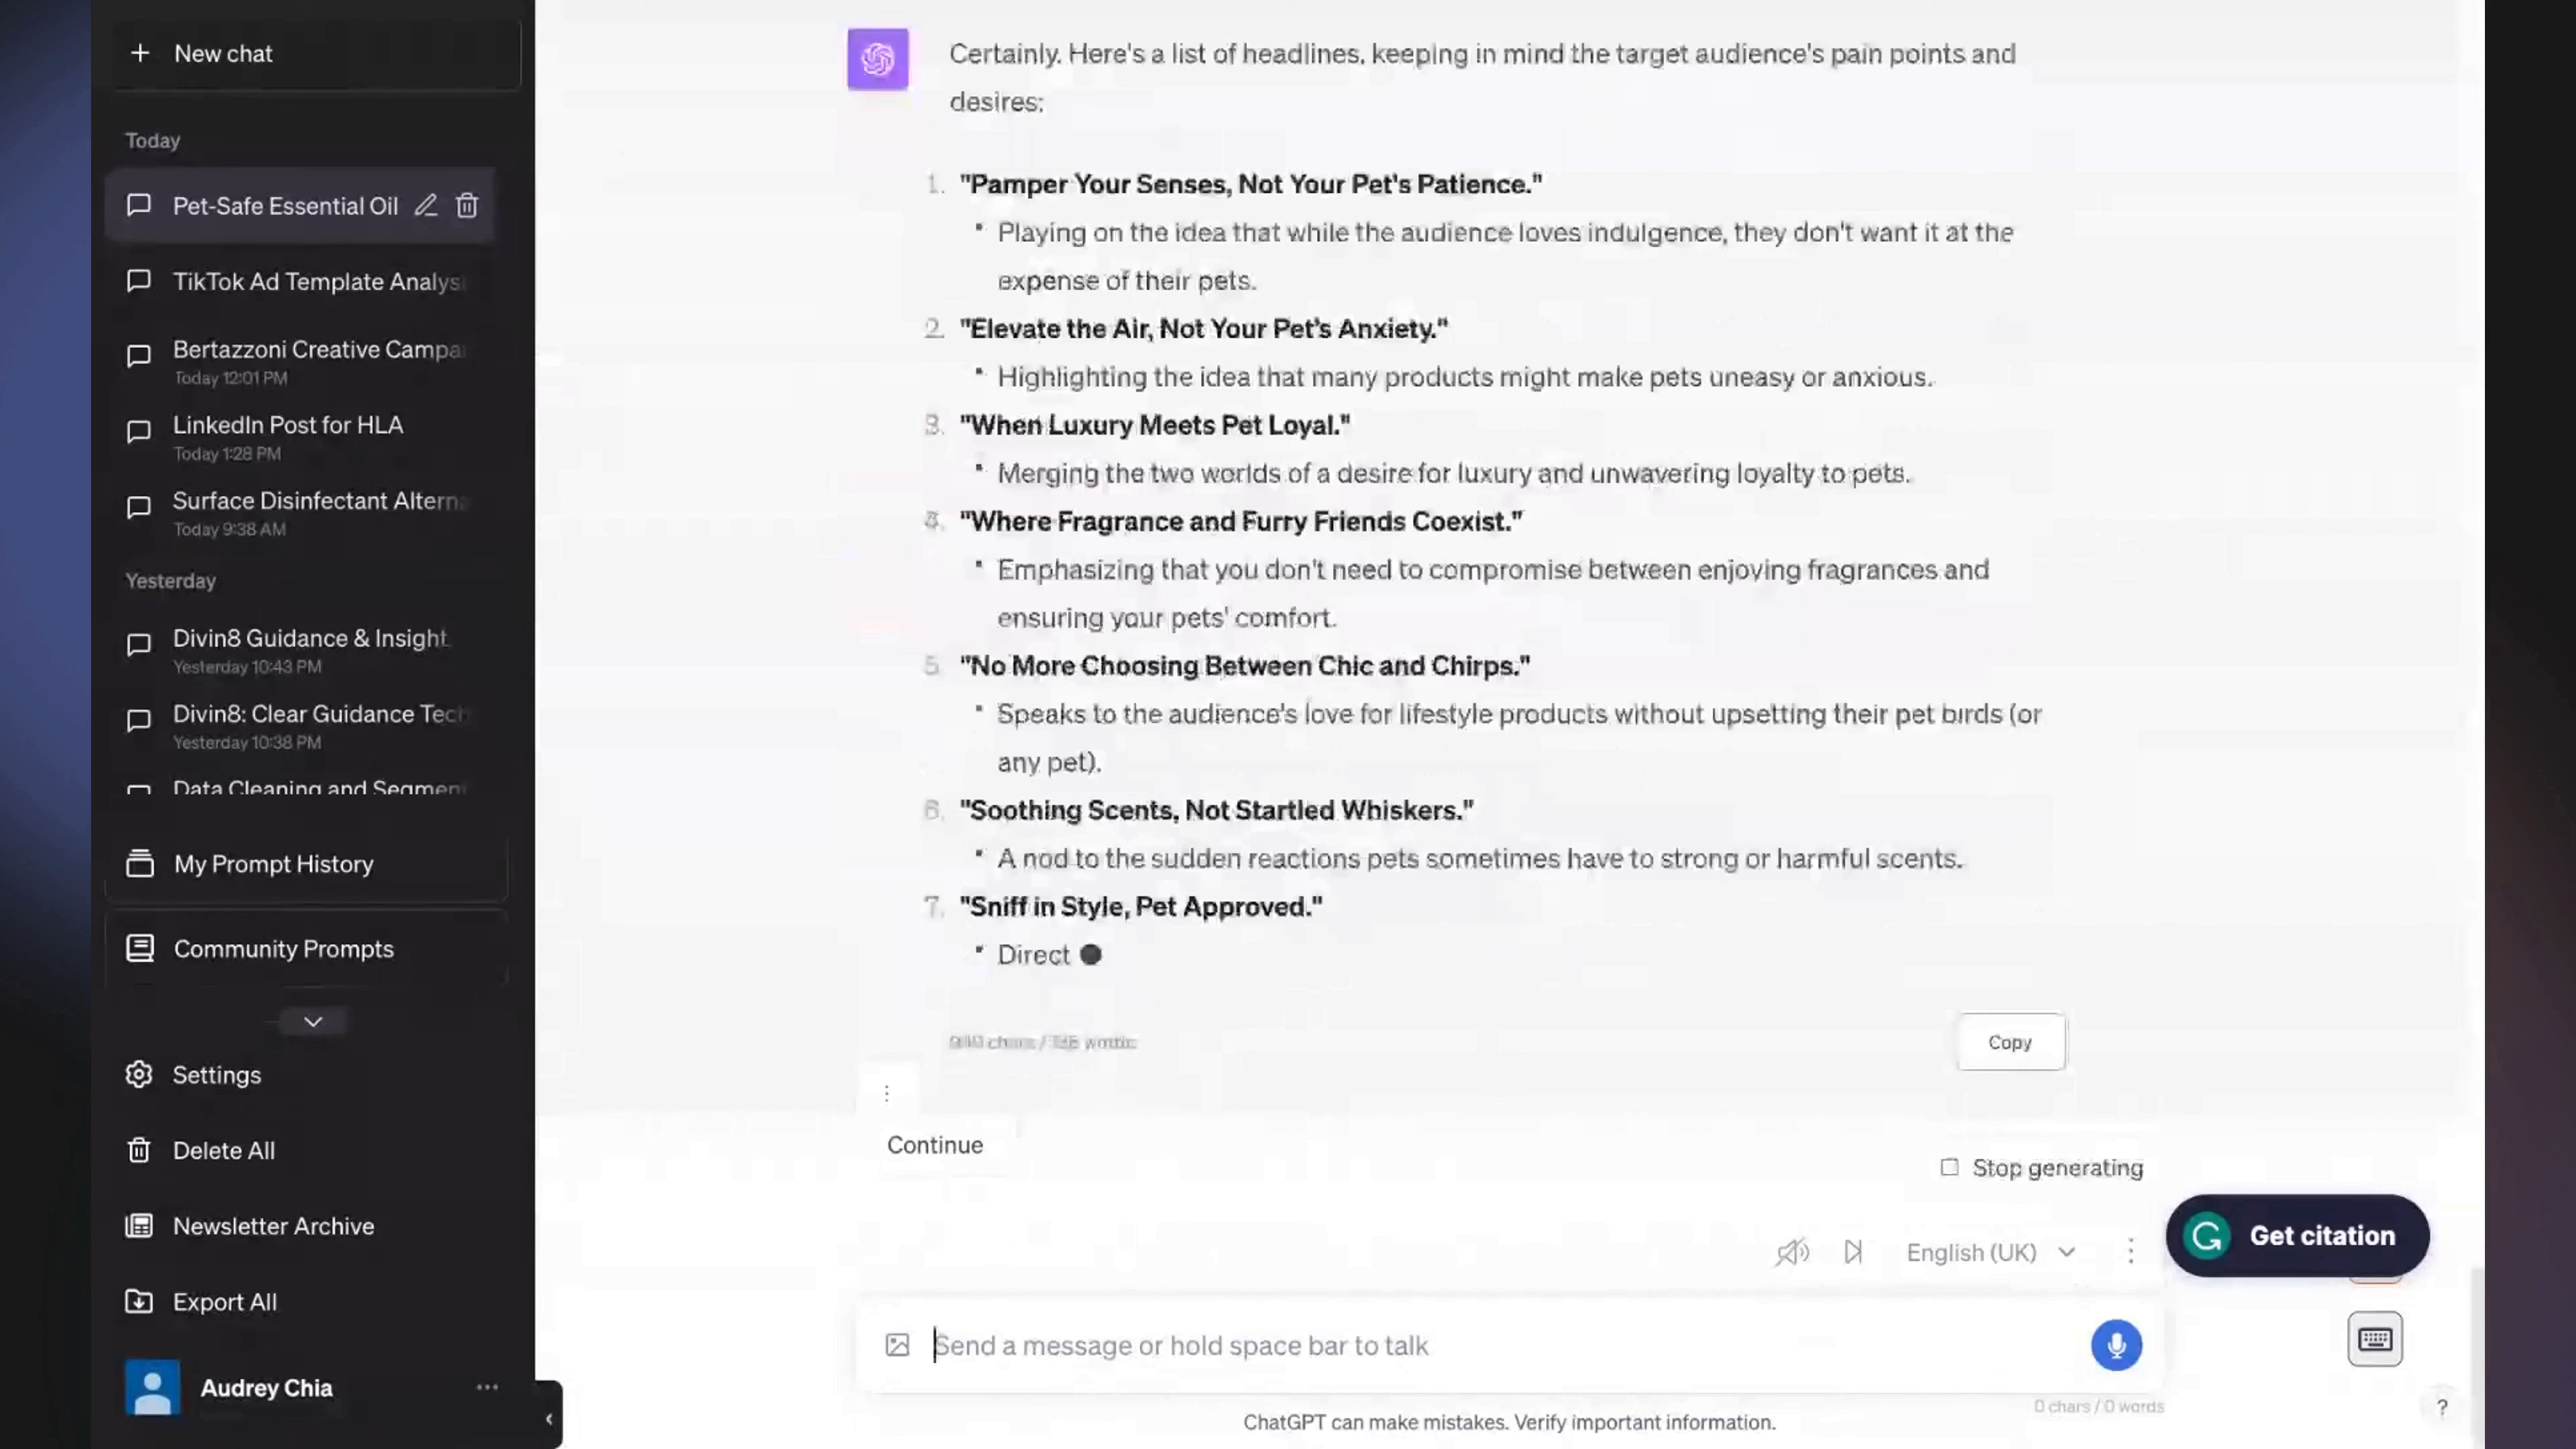 New chat
Today
Pet-Safe Essential Oil
TikTok Ad Template Analys
Bertazzoni Creative Campa
Today 12:01 PM
LinkedIn Post for HLA
Today 1:28 PM
Surface Disinfectant Alterna
Today 9:38 AM
Yesterday
Divin8 Guidance & Insight
Yesterday 10:43 PM
Divin8: Clear Guidance Tech
Yesterday 10:38 PM
Data Cleaning and Segment
My Prompt History
Community Prompts
Settings
Delete All
Newsletter Archive
Export All
Audrey Chia
Certainly. Here's a list of headlines, keeping in mind the target audience's pain points and
desires:
1. "Pamper Your Senses, Not Your Pet's Patience."
Playing on the idea that while the audience loves indulgence, they don't want it at the
expense of their pets.
2. "Elevate the Air, Not Your Pet's Anxiety."
Highlighting the idea that many products might make pets uneasy or anxious.
3. "When Luxury Meets Pet Loyal."
Merging the two worlds of a desire for luxury and unwavering loyalty to pets.
4. "Where Fragrance and Furry Friends Coexist."
Emphasizing that you don't need to compromise between enjoying fragrances and
ensuring your pets' comfort.
5. "No More Choosing Between Chic and Chirps."
Speaks to the audience's love for lifestyle products without upsetting their pet birds (or
any pet).
6. "Soothing Scents, Not Startled Whiskers."
A nod to the sudden reactions pets sometimes have to strong or harmful scents.
7. "Sniff in Style, Pet Approved."
Direct
chars / words
Copy
Continue
Stop generating
English (UK)
Get citation
Send a message or hold space bar to talk
0 chars / 0 words
ChatGPT can make mistakes. Verify important information.
?